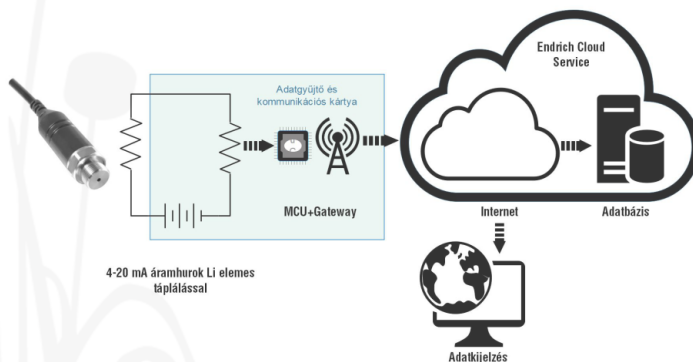 Endrich Cloud
Service
Adatgyűjtő és
kommunikációs kártya
MCU+Gateway
Internet
Adatbázis
4-20 mA áramhurok Li elemes
táplálással
Adatkijelzés